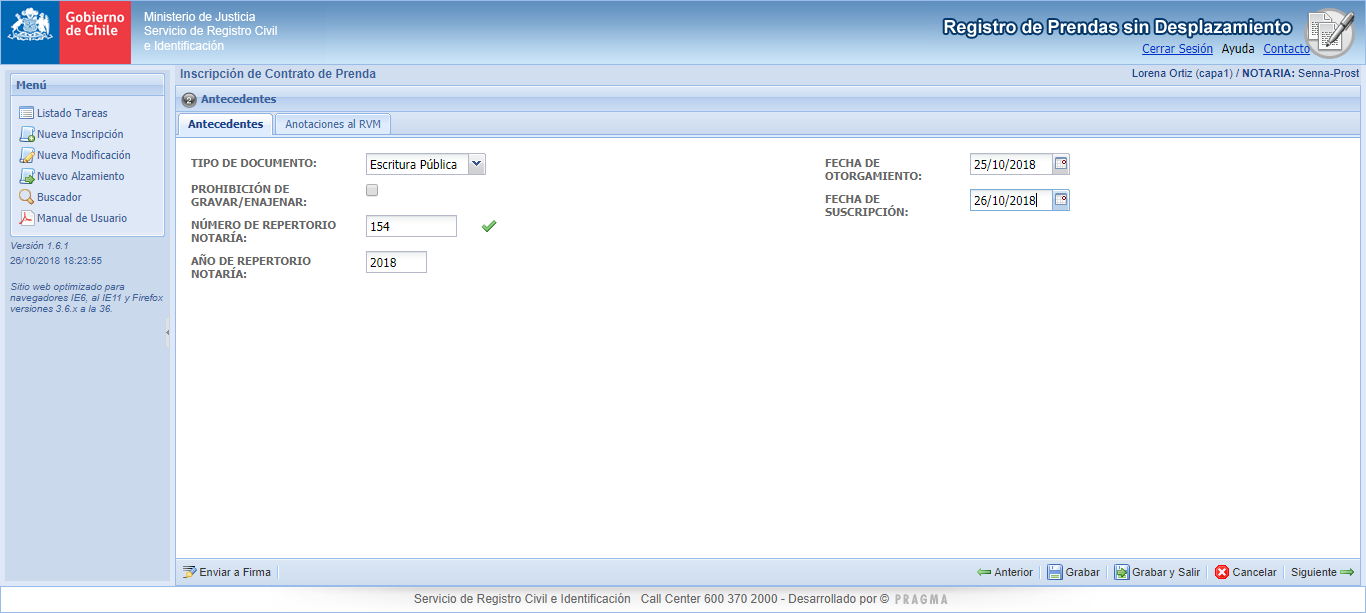 Gobierno
de Chile
Ministerio de Justicia
Servicio de Registro Civil
e Identificación
Registro de Prendas sin Desplazamiento
Cerrar Sesión Ayuda Contacto
Menú
Listado Tareas
Nueva Inscripción
Nueva Modificación
Nuevo Alzamiento
Buscador
Manual de Usuario
Versión 1.6.1
26/10/2018 18:23:55
Sitio web optimizado para
navegadores IE6, al IE11 y Firefox
versiones 3.6.x a la 36.
Inscripción de Contrato de Prenda
Lorena Ortiz (capa1) / NOTARIA: Senna-Prost
2 Antecedentes
Antecedentes Anotaciones al RVM
TIPO DE DOCUMENTO: Escritura Pública
PROHIBICIÓN DE
GRAVAR/ENAJENAR:
NÚMERO DE REPERTORIO
NOTARÍA: 154
AÑO DE REPERTORIO
NOTARÍA: 2018
FECHA DE
OTORGAMIENTO: 25/10/2018
FECHA DE
SUSCRIPCIÓN: 26/10/2018
Enviar a Firma Anterior Grabar Grabar y Salir Cancelar Siguiente
Servicio de Registro Civil e Identificación Call Center 600 370 2000 - Desarrollado por © PRAGMA